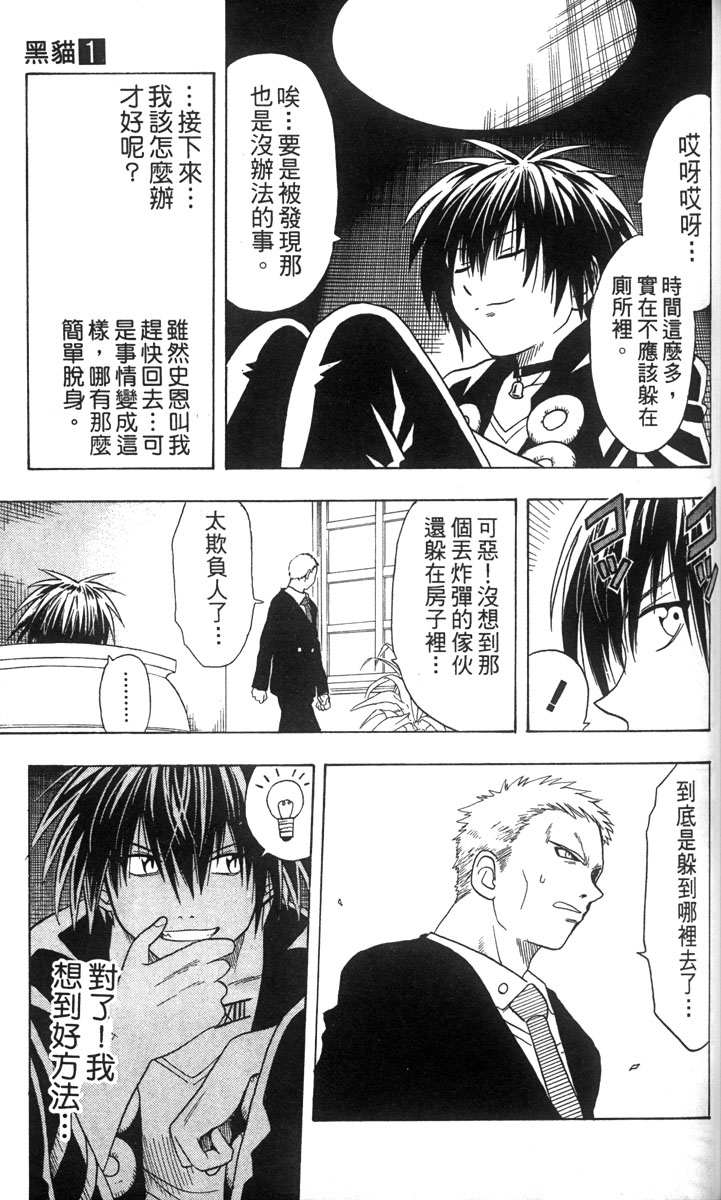 黑貓1
哎呀哎呀…
時間這麼多，
實在不應該躲在
廁所裡。
唉…要是被發現那
也是沒辦法的事。
…接下來…
我該怎麼辦
才好呢？
雖然史恩叫我
趕快回去…可
是事情變成這
樣，哪有那麼
簡單脫身。
コツ
コツ
！
可惡！沒想到那
個丟炸彈的傢伙
還躲在房子裡…
太欺負人了…
……
到底是躲到哪裡去了…
XIII
對了！我
想到好方法…